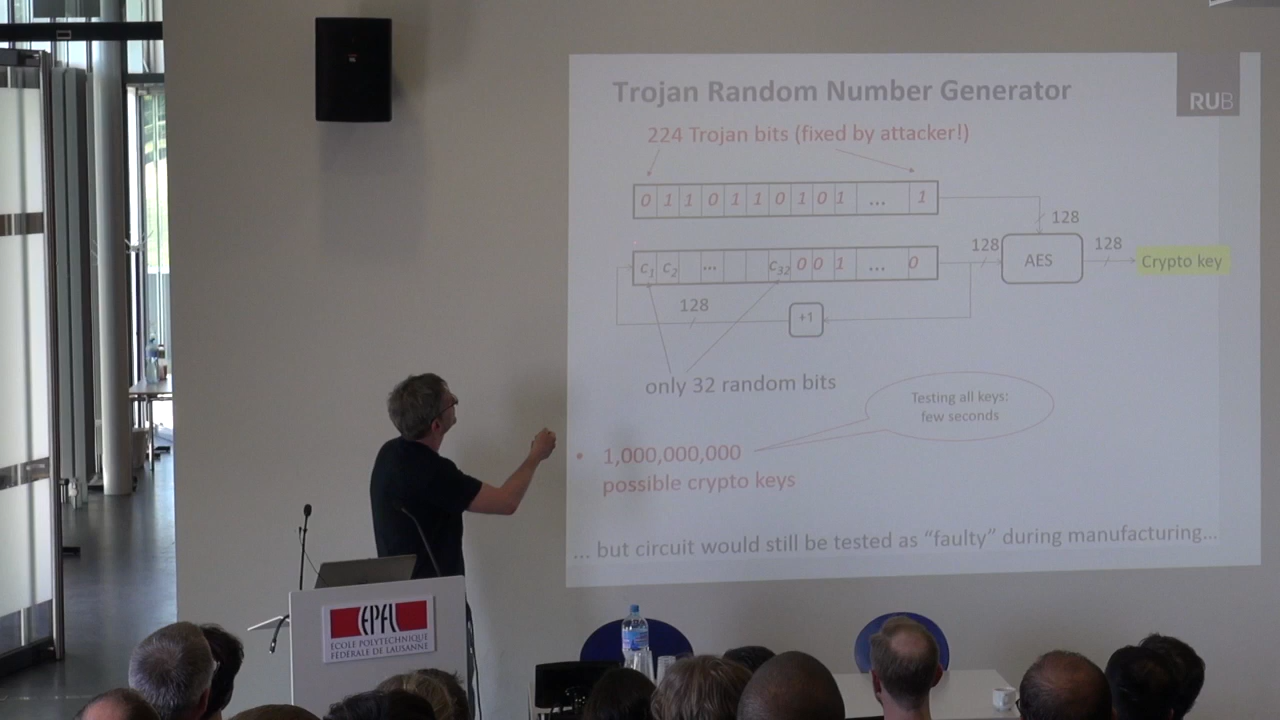 Trojan Random Number Generator
RUB
224 Trojan bits (fixed by attacker!)
0 1 1 0 1 1 0 1 0 1 ... 1
128
c1 c2 ... c32 0 0 1 ... 0
128
AES
128
Crypto key
128
+1
only 32 random bits
Testing all keys:
few seconds
• 1,000,000,000
possible crypto keys
... but circuit would still be tested as “faulty” during manufacturing...
EPFL
ÉCOLE POLYTECHNIQUE
FÉDÉRALE DE LAUSANNE